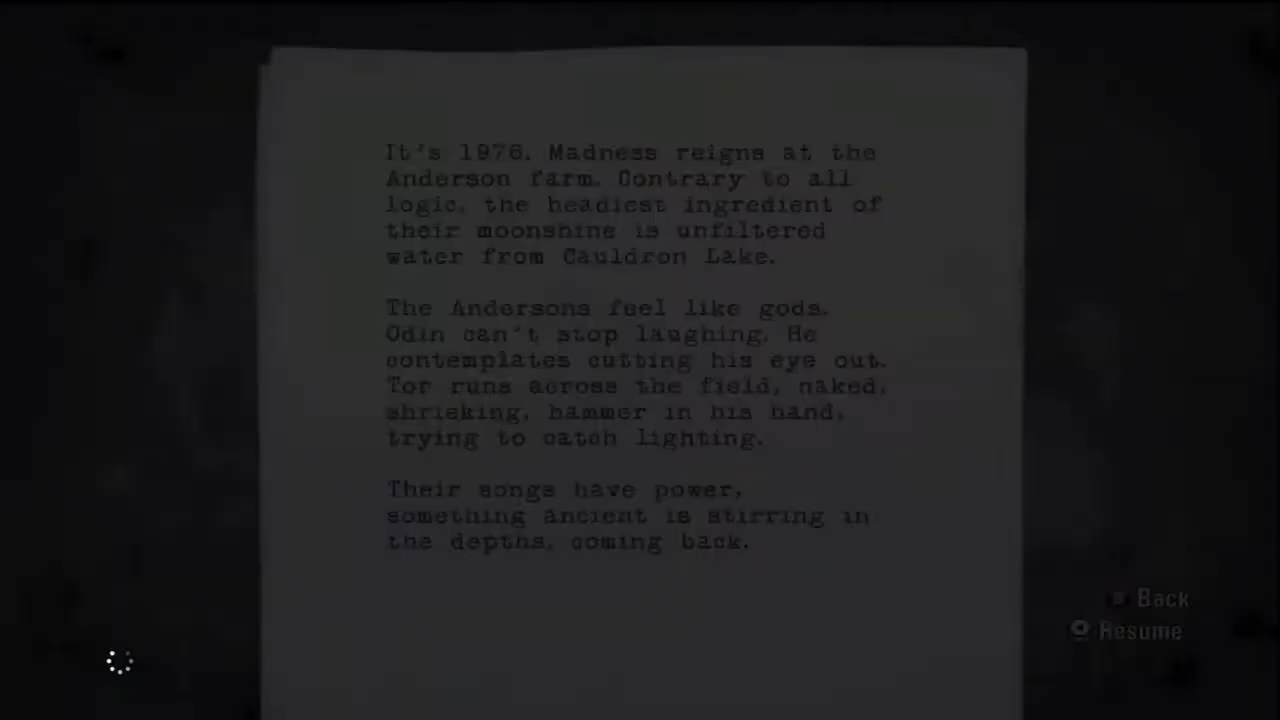 It's 1976. Madness reigns at the
Anderson farm. Contrary to all
logic, the headiest ingredient of
their moonshine is unfiltered
water from Cauldron Lake.
The Andersons feel like gods.
Odin can't stop laughing. He
contemplates cutting his eye out.
Tor runs across the field, naked,
shrieking, hammer in his hand,
trying to catch lighting.
Their songs have power,
something ancient is stirring in
the depths, coming back.
Back
Resume